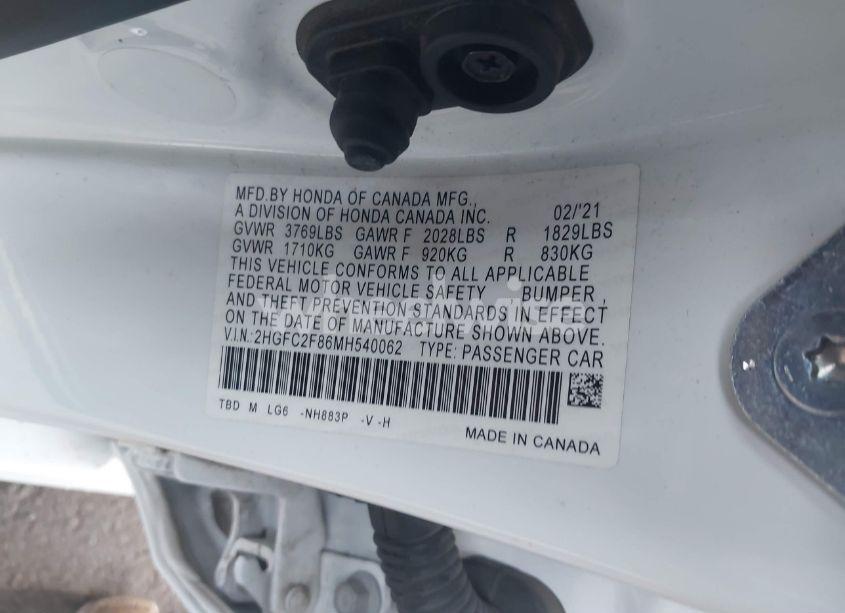 MFD.BY HONDA OF CANADA MFG.,
A DIVISION OF HONDA CANADA INC. 02/'21
GVWR 3769LBS GAWR F 2028LBS R 1829LBS
GVWR 1710KG GAWR F 920KG R 830KG
THIS VEHICLE CONFORMS TO ALL APPLICABLE
FEDERAL MOTOR VEHICLE SAFETY, BUMPER,
AND THEFT PREVENTION STANDARDS IN EFFECT
ON THE DATE OF MANUFACTURE SHOWN ABOVE.
V.I.N.:2HGFC2F86MH540062 TYPE: PASSENGER CAR
TBD M LG6 -NH883P -V -H
MADE IN CANADA